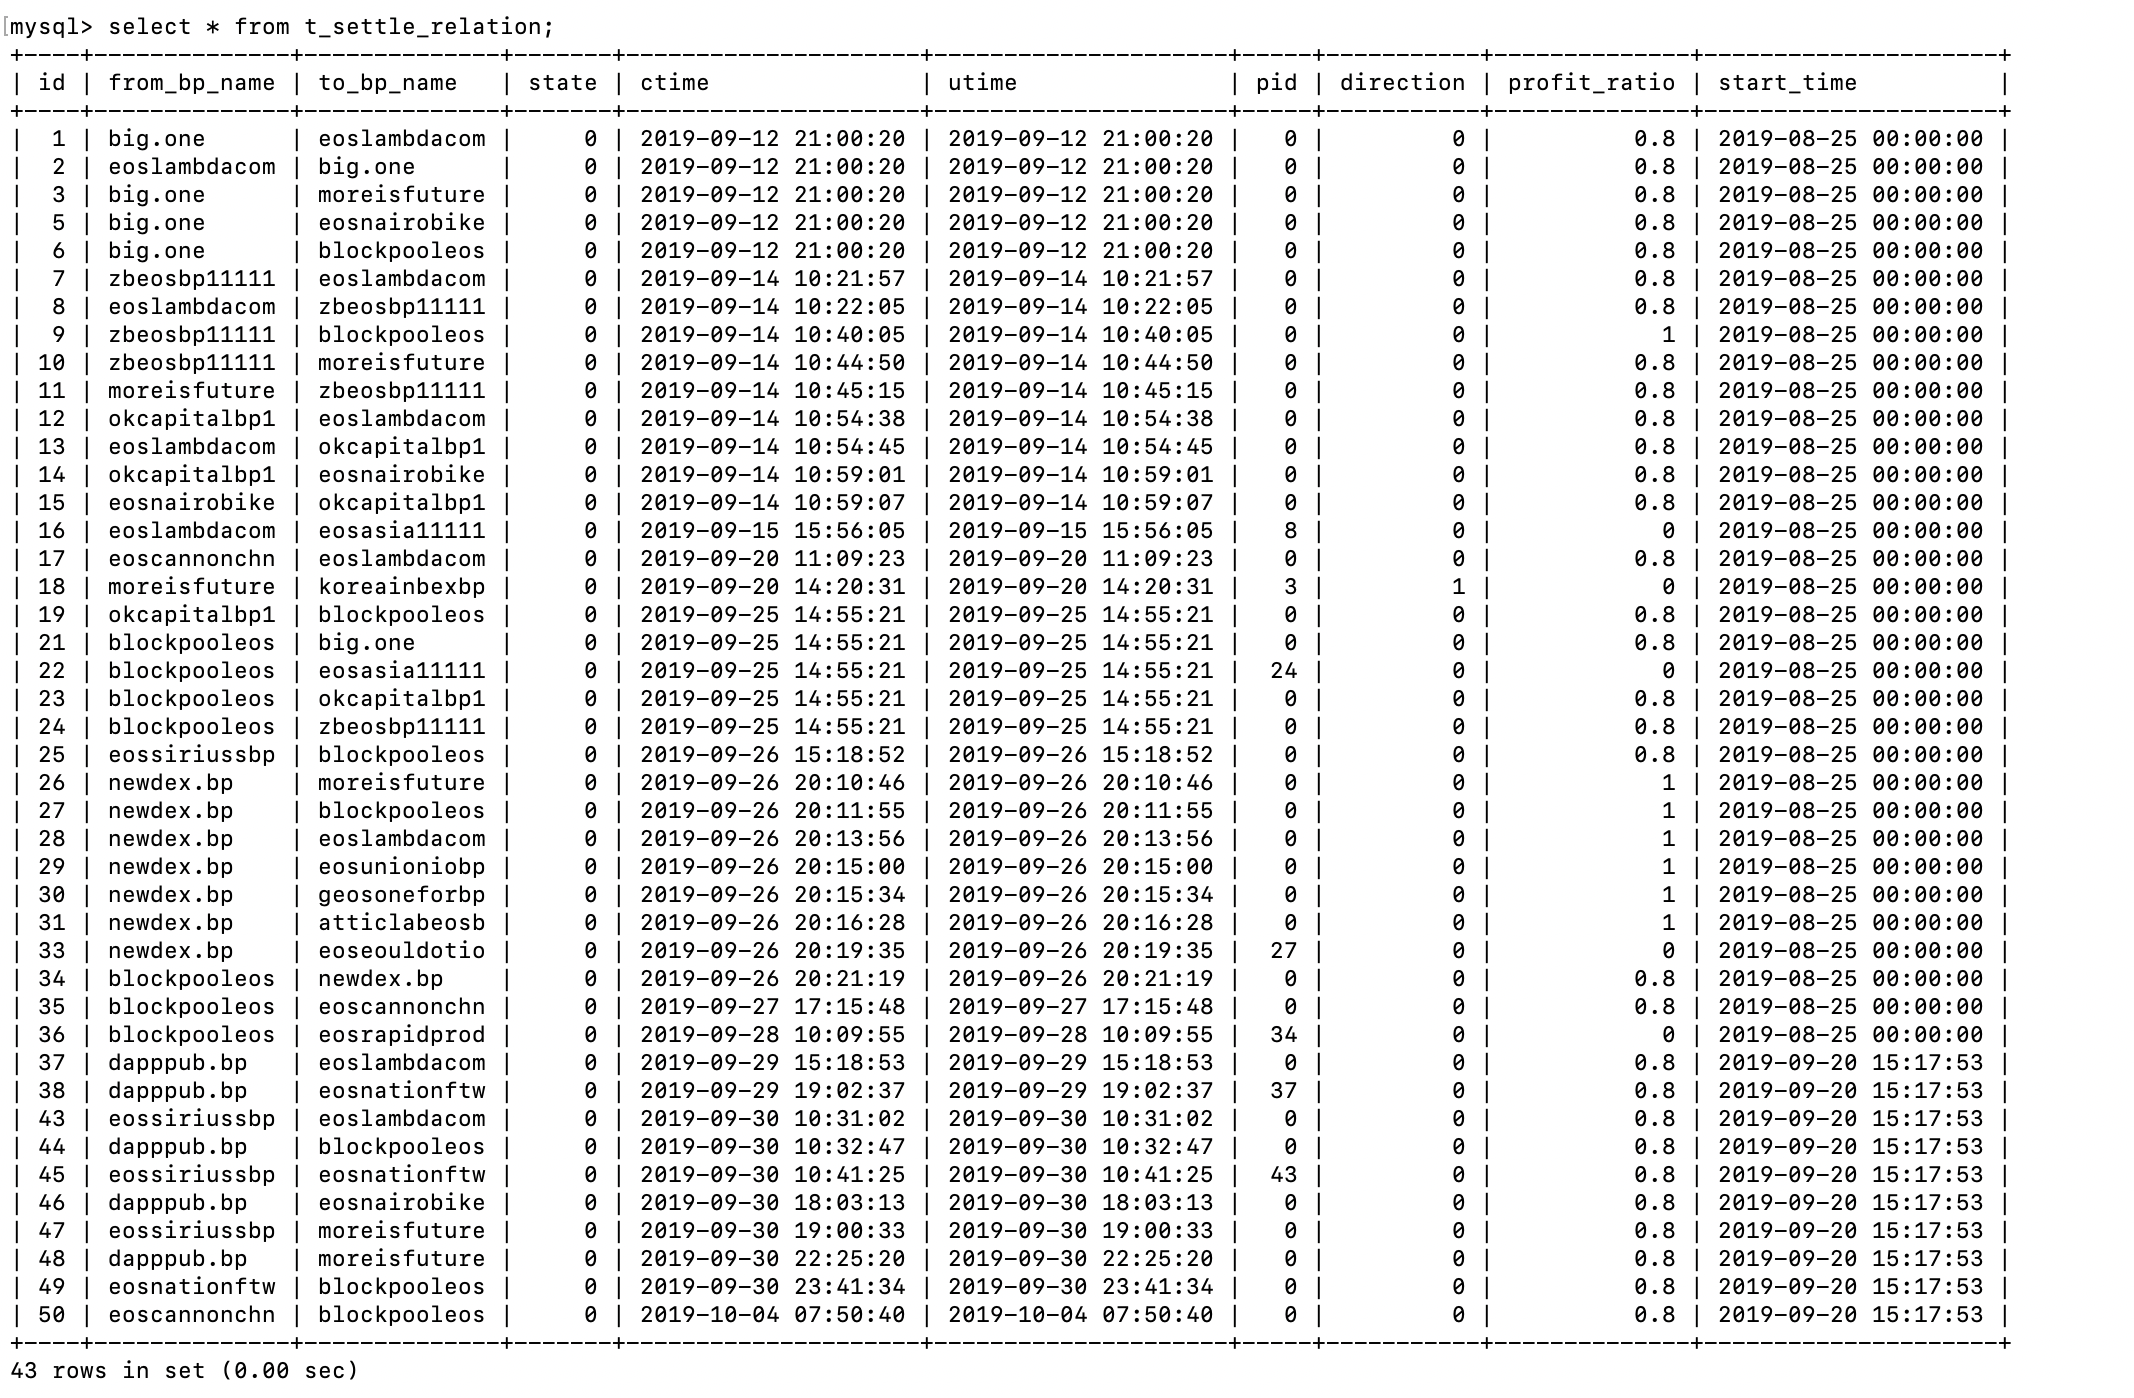 mysql> select * from t_settle_relation;
+----+--------------+--------------+-------+---------------------+---------------------+-----+-----------+--------------+---------------------+
| id | from_bp_name | to_bp_name   | state | ctime               | utime               | pid | direction | profit_ratio | start_time          |
+----+--------------+--------------+-------+---------------------+---------------------+-----+-----------+--------------+---------------------+
|  1 | big.one      | eoslambdacom |     0 | 2019-09-12 21:00:20 | 2019-09-12 21:00:20 |   0 |         0 |          0.8 | 2019-08-25 00:00:00 |
|  2 | eoslambdacom | big.one      |     0 | 2019-09-12 21:00:20 | 2019-09-12 21:00:20 |   0 |         0 |          0.8 | 2019-08-25 00:00:00 |
|  3 | big.one      | moreisfuture |     0 | 2019-09-12 21:00:20 | 2019-09-12 21:00:20 |   0 |         0 |          0.8 | 2019-08-25 00:00:00 |
|  5 | big.one      | eosnairobike |     0 | 2019-09-12 21:00:20 | 2019-09-12 21:00:20 |   0 |         0 |          0.8 | 2019-08-25 00:00:00 |
|  6 | big.one      | blockpooleos |     0 | 2019-09-12 21:00:20 | 2019-09-12 21:00:20 |   0 |         0 |          0.8 | 2019-08-25 00:00:00 |
|  7 | zbeosbp11111 | eoslambdacom |     0 | 2019-09-14 10:21:57 | 2019-09-14 10:21:57 |   0 |         0 |          0.8 | 2019-08-25 00:00:00 |
|  8 | eoslambdacom | zbeosbp11111 |     0 | 2019-09-14 10:22:05 | 2019-09-14 10:22:05 |   0 |         0 |          0.8 | 2019-08-25 00:00:00 |
|  9 | zbeosbp11111 | blockpooleos |     0 | 2019-09-14 10:40:05 | 2019-09-14 10:40:05 |   0 |         0 |            1 | 2019-08-25 00:00:00 |
| 10 | zbeosbp11111 | moreisfuture |     0 | 2019-09-14 10:44:50 | 2019-09-14 10:44:50 |   0 |         0 |          0.8 | 2019-08-25 00:00:00 |
| 11 | moreisfuture | zbeosbp11111 |     0 | 2019-09-14 10:45:15 | 2019-09-14 10:45:15 |   0 |         0 |          0.8 | 2019-08-25 00:00:00 |
| 12 | okcapitalbp1 | eoslambdacom |     0 | 2019-09-14 10:54:38 | 2019-09-14 10:54:38 |   0 |         0 |          0.8 | 2019-08-25 00:00:00 |
| 13 | eoslambdacom | okcapitalbp1 |     0 | 2019-09-14 10:54:45 | 2019-09-14 10:54:45 |   0 |         0 |          0.8 | 2019-08-25 00:00:00 |
| 14 | okcapitalbp1 | eosnairobike |     0 | 2019-09-14 10:59:01 | 2019-09-14 10:59:01 |   0 |         0 |          0.8 | 2019-08-25 00:00:00 |
| 15 | eosnairobike | okcapitalbp1 |     0 | 2019-09-14 10:59:07 | 2019-09-14 10:59:07 |   0 |         0 |          0.8 | 2019-08-25 00:00:00 |
| 16 | eoslambdacom | eosasia11111 |     0 | 2019-09-15 15:56:05 | 2019-09-15 15:56:05 |   8 |         0 |            0 | 2019-08-25 00:00:00 |
| 17 | eoscannonchn | eoslambdacom |     0 | 2019-09-20 11:09:23 | 2019-09-20 11:09:23 |   0 |         0 |          0.8 | 2019-08-25 00:00:00 |
| 18 | moreisfuture | koreainbexbp |     0 | 2019-09-20 14:20:31 | 2019-09-20 14:20:31 |   3 |         1 |            0 | 2019-08-25 00:00:00 |
| 19 | okcapitalbp1 | blockpooleos |     0 | 2019-09-25 14:55:21 | 2019-09-25 14:55:21 |   0 |         0 |          0.8 | 2019-08-25 00:00:00 |
| 21 | blockpooleos | big.one      |     0 | 2019-09-25 14:55:21 | 2019-09-25 14:55:21 |   0 |         0 |          0.8 | 2019-08-25 00:00:00 |
| 22 | blockpooleos | eosasia11111 |     0 | 2019-09-25 14:55:21 | 2019-09-25 14:55:21 |  24 |         0 |            0 | 2019-08-25 00:00:00 |
| 23 | blockpooleos | okcapitalbp1 |     0 | 2019-09-25 14:55:21 | 2019-09-25 14:55:21 |   0 |         0 |          0.8 | 2019-08-25 00:00:00 |
| 24 | blockpooleos | zbeosbp11111 |     0 | 2019-09-25 14:55:21 | 2019-09-25 14:55:21 |   0 |         0 |          0.8 | 2019-08-25 00:00:00 |
| 25 | eossiriussbp | blockpooleos |     0 | 2019-09-26 15:18:52 | 2019-09-26 15:18:52 |   0 |         0 |          0.8 | 2019-08-25 00:00:00 |
| 26 | newdex.bp    | moreisfuture |     0 | 2019-09-26 20:10:46 | 2019-09-26 20:10:46 |   0 |         0 |            1 | 2019-08-25 00:00:00 |
| 27 | newdex.bp    | blockpooleos |     0 | 2019-09-26 20:11:55 | 2019-09-26 20:11:55 |   0 |         0 |            1 | 2019-08-25 00:00:00 |
| 28 | newdex.bp    | eoslambdacom |     0 | 2019-09-26 20:13:56 | 2019-09-26 20:13:56 |   0 |         0 |            1 | 2019-08-25 00:00:00 |
| 29 | newdex.bp    | eosunioniobp |     0 | 2019-09-26 20:15:00 | 2019-09-26 20:15:00 |   0 |         0 |            1 | 2019-08-25 00:00:00 |
| 30 | newdex.bp    | geosoneforbp |     0 | 2019-09-26 20:15:34 | 2019-09-26 20:15:34 |   0 |         0 |            1 | 2019-08-25 00:00:00 |
| 31 | newdex.bp    | atticlabeosb |     0 | 2019-09-26 20:16:28 | 2019-09-26 20:16:28 |   0 |         0 |            1 | 2019-08-25 00:00:00 |
| 33 | newdex.bp    | eoseouldotio |     0 | 2019-09-26 20:19:35 | 2019-09-26 20:19:35 |  27 |         0 |            0 | 2019-08-25 00:00:00 |
| 34 | blockpooleos | newdex.bp    |     0 | 2019-09-26 20:21:19 | 2019-09-26 20:21:19 |   0 |         0 |          0.8 | 2019-08-25 00:00:00 |
| 35 | blockpooleos | eoscannonchn |     0 | 2019-09-27 17:15:48 | 2019-09-27 17:15:48 |   0 |         0 |          0.8 | 2019-08-25 00:00:00 |
| 36 | blockpooleos | eosrapidprod |     0 | 2019-09-28 10:09:55 | 2019-09-28 10:09:55 |  34 |         0 |            0 | 2019-08-25 00:00:00 |
| 37 | dapppub.bp   | eoslambdacom |     0 | 2019-09-29 15:18:53 | 2019-09-29 15:18:53 |   0 |         0 |          0.8 | 2019-09-20 15:17:53 |
| 38 | dapppub.bp   | eosnationftw |     0 | 2019-09-29 19:02:37 | 2019-09-29 19:02:37 |  37 |         0 |          0.8 | 2019-09-20 15:17:53 |
| 43 | eossiriussbp | eoslambdacom |     0 | 2019-09-30 10:31:02 | 2019-09-30 10:31:02 |   0 |         0 |          0.8 | 2019-09-20 15:17:53 |
| 44 | dapppub.bp   | blockpooleos |     0 | 2019-09-30 10:32:47 | 2019-09-30 10:32:47 |   0 |         0 |          0.8 | 2019-09-20 15:17:53 |
| 45 | eossiriussbp | eosnationftw |     0 | 2019-09-30 10:41:25 | 2019-09-30 10:41:25 |  43 |         0 |          0.8 | 2019-09-20 15:17:53 |
| 46 | dapppub.bp   | eosnairobike |     0 | 2019-09-30 18:03:13 | 2019-09-30 18:03:13 |   0 |         0 |          0.8 | 2019-09-20 15:17:53 |
| 47 | eossiriussbp | moreisfuture |     0 | 2019-09-30 19:00:33 | 2019-09-30 19:00:33 |   0 |         0 |          0.8 | 2019-09-20 15:17:53 |
| 48 | dapppub.bp   | moreisfuture |     0 | 2019-09-30 22:25:20 | 2019-09-30 22:25:20 |   0 |         0 |          0.8 | 2019-09-20 15:17:53 |
| 49 | eosnationftw | blockpooleos |     0 | 2019-09-30 23:41:34 | 2019-09-30 23:41:34 |   0 |         0 |          0.8 | 2019-09-20 15:17:53 |
| 50 | eoscannonchn | blockpooleos |     0 | 2019-10-04 07:50:40 | 2019-10-04 07:50:40 |   0 |         0 |          0.8 | 2019-09-20 15:17:53 |
+----+--------------+--------------+-------+---------------------+---------------------+-----+-----------+--------------+---------------------+
43 rows in set (0.00 sec)